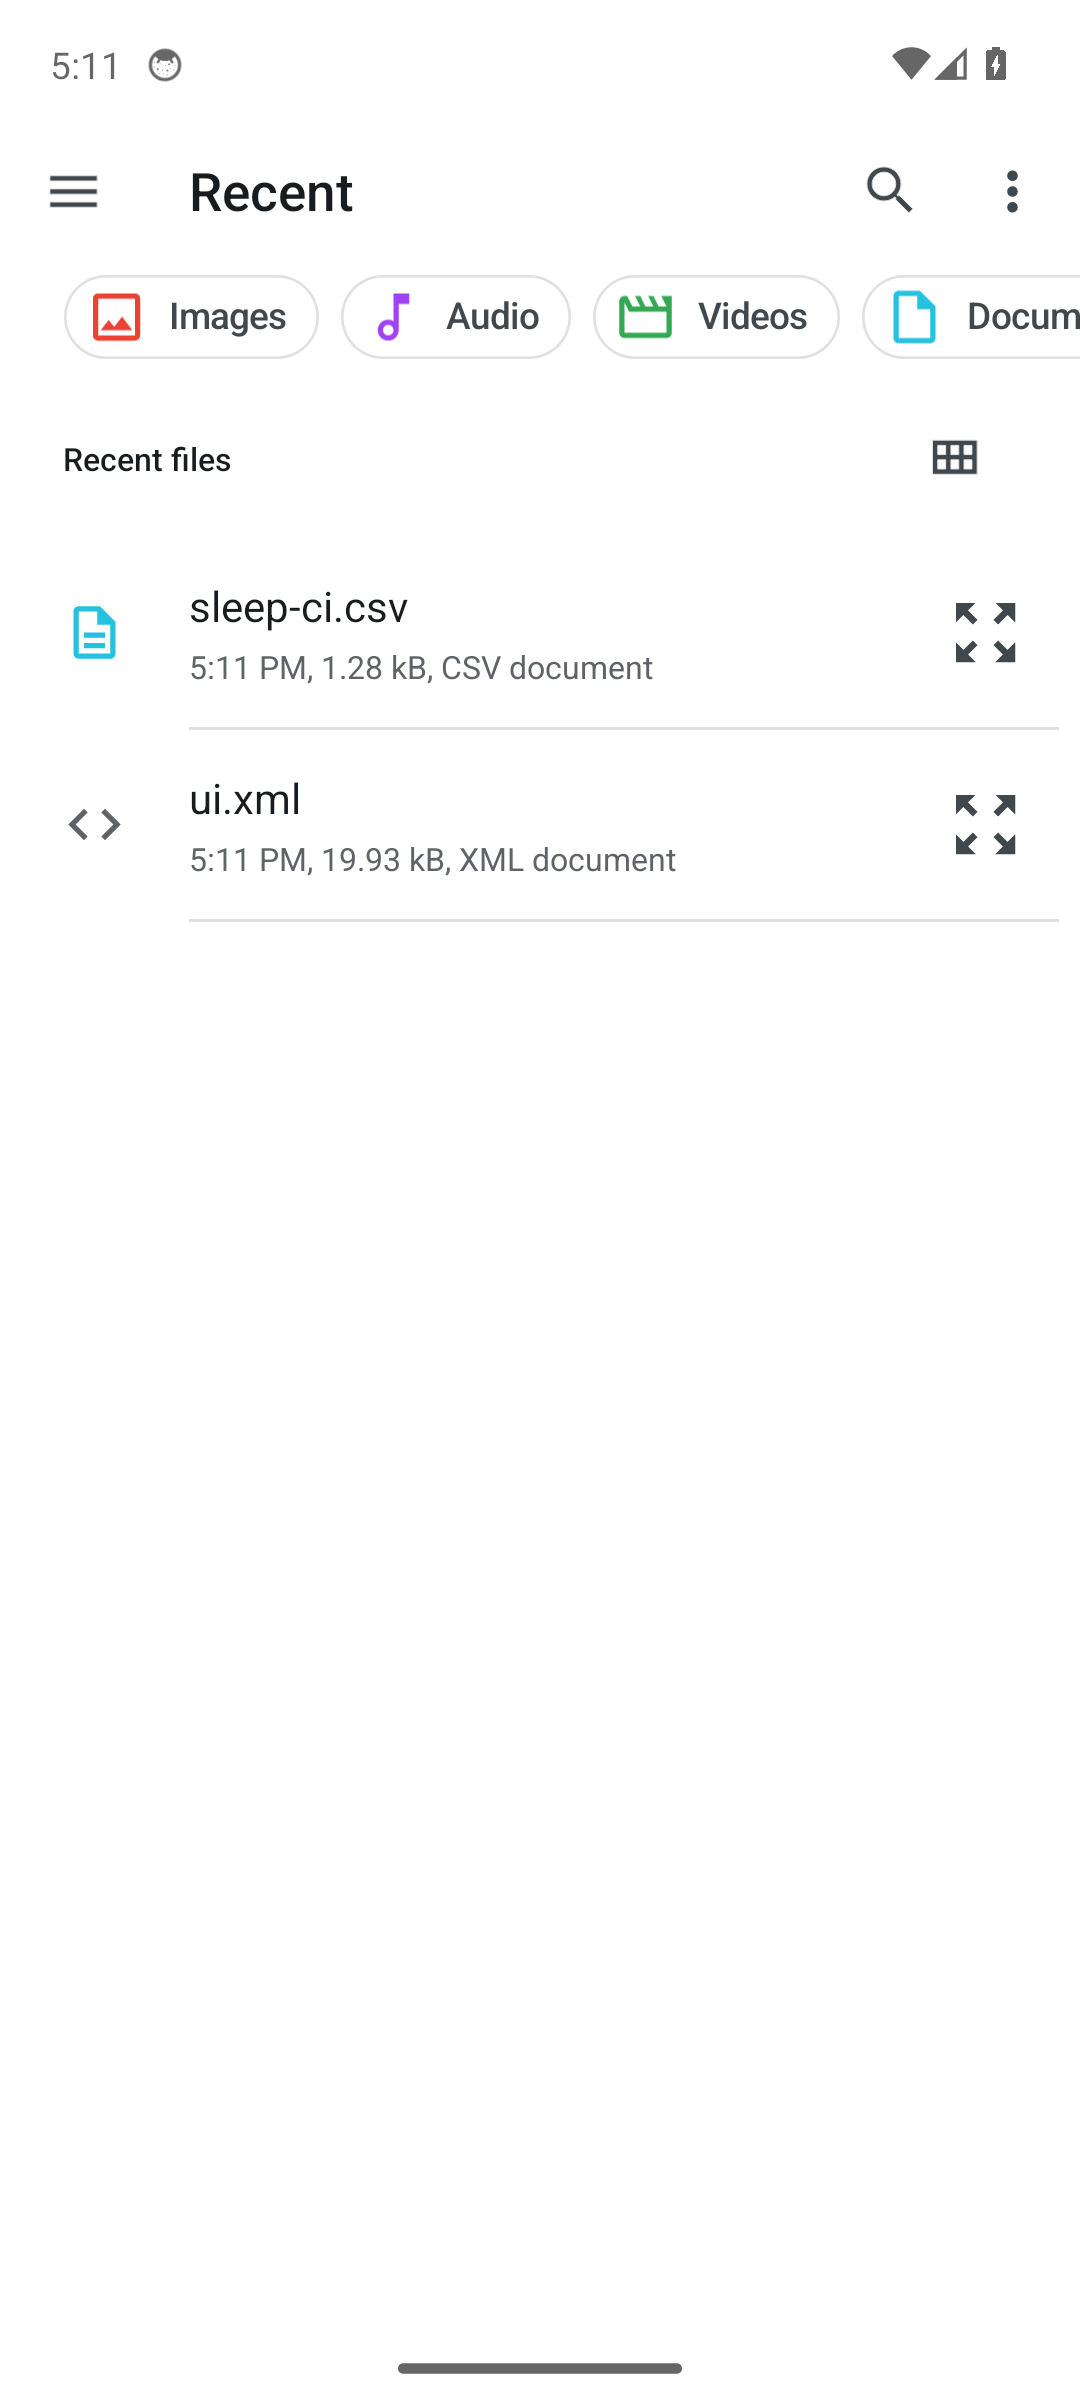 5:11
Recent
Images
Audio
Videos
Docum
Recent files
sleep-ci.csv
5:11 PM, 1.28 kB, CSV document
ui.xml
5:11 PM, 19.93 kB, XML document